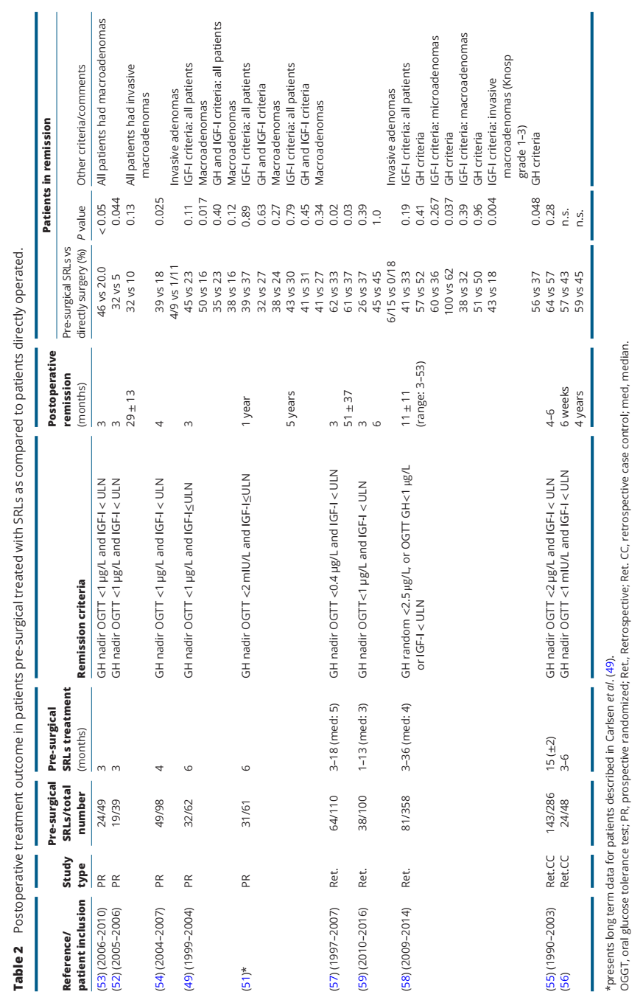 Table 2 Postoperative treatment outcome in patients pre-surgical treated with SRLs as compared to patients directly operated.
Patients in remission
Pre-surgical Pre-surgical Postoperative
Reference/ Study SRLs/total SRLs treatment remission Pre-surgical SRLs vs
patient inclusion type number (months) Remission criteria (months) directly surgery (%) P value Other criteria/comments
(53) (2006–2010) PR 24/49 3 GH nadir OGTT <1 µg/L and IGF-I < ULN 3 46 vs 20.0 < 0.05 All patients had macroadenomas
(52) (2005–2006) PR 19/39 3 GH nadir OGTT <1 µg/L and IGF-I < ULN 3 32 vs 5 0.044
29 ± 13 32 vs 10 0.13 All patients had invasive
macroadenomas
(54) (2004–2007) PR 49/98 4 GH nadir OGTT <1 µg/L and IGF-I < ULN 4 39 vs 18 0.025
4/9 vs 1/11 Invasive adenomas
(49) (1999–2004) PR 32/62 6 GH nadir OGTT <1 µg/L and IGF-I≤ULN 3 45 vs 23 0.11 IGF-I criteria: all patients
50 vs 16 0.017 Macroadenomas
35 vs 23 0.40 GH and IGF-I criteria: all patients
38 vs 16 0.12 Macroadenomas
(51)* PR 31/61 6 GH nadir OGTT <2 mIU/L and IGF-I≤ULN 1 year 39 vs 37 0.89 IGF-I criteria: all patients
32 vs 27 0.63 GH and IGF-I criteria
38 vs 24 0.27 Macroadenomas
5 years 43 vs 30 0.79 IGF-I criteria: all patients
41 vs 31 0.45 GH and IGF-I criteria
41 vs 27 0.34 Macroadenomas
(57) (1997–2007) Ret. 64/110 3–18 (med: 5) GH nadir OGTT <0.4 µg/L and IGF-I < ULN 3 62 vs 33 0.02
51 ± 37 61 vs 37 0.03
(59) (2010–2016) Ret. 38/100 1–13 (med: 3) GH nadir OGTT<1 µg/L and IGF-I < ULN 3 26 vs 37 0.39
6 45 vs 45 1.0
6/15 vs 0/18 Invasive adenomas
(58) (2009–2014) Ret. 81/358 3–36 (med: 4) GH random <2.5 µg/L, or OGTT GH<1 µg/L 11 ± 11 41 vs 33 0.19 IGF-I criteria: all patients
or IGF-I < ULN (range: 3–53) 57 vs 52 0.41 GH criteria
60 vs 36 0.267 IGF-I criteria: microadenomas
100 vs 62 0.037 GH criteria
38 vs 32 0.39 IGF-I criteria: macroadenomas
51 vs 50 0.96 GH criteria
43 vs 18 0.004 IGF-I criteria: invasive
macroadenomas (Knosp
grade 1–3)
56 vs 37 0.048 GH criteria
(55) (1990–2003) Ret.CC 143/286 15 (±2) GH nadir OGTT <2 µg/L and IGF-I < ULN 4–6 64 vs 57 0.28
(56) Ret.CC 24/48 3–6 GH nadir OGTT <1 mIU/L and IGF-I < ULN 6 weeks 57 vs 43 n.s.
4 years 59 vs 45 n.s.
*presents long term data for patients described in Carlsen et al. (49).
OGGT, oral glucose tolerance test; PR, prospective randomized; Ret., Retrospective; Ret. CC, retrospective case control; med, median.